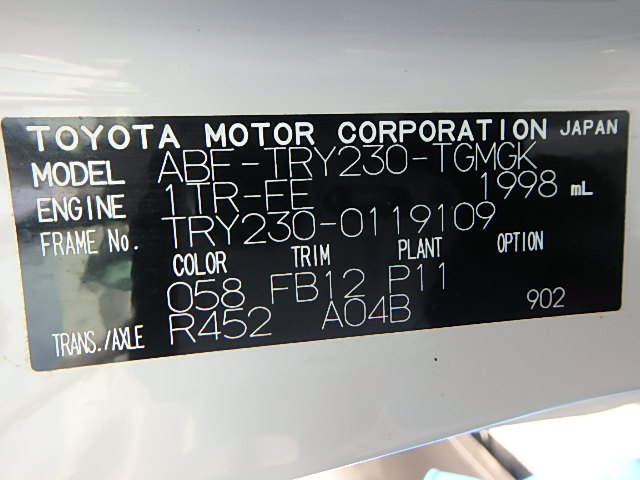 TOYOTA MOTOR CORPORATION JAPAN
MODEL ABF-TRY230-TGMGK
ENGINE 1TR-FE 1998 mL
FRAME No. TRY230-0119109
COLOR TRIM PLANT OPTION
058 FB12 P11
TRANS./AXLE R452 A04B 902